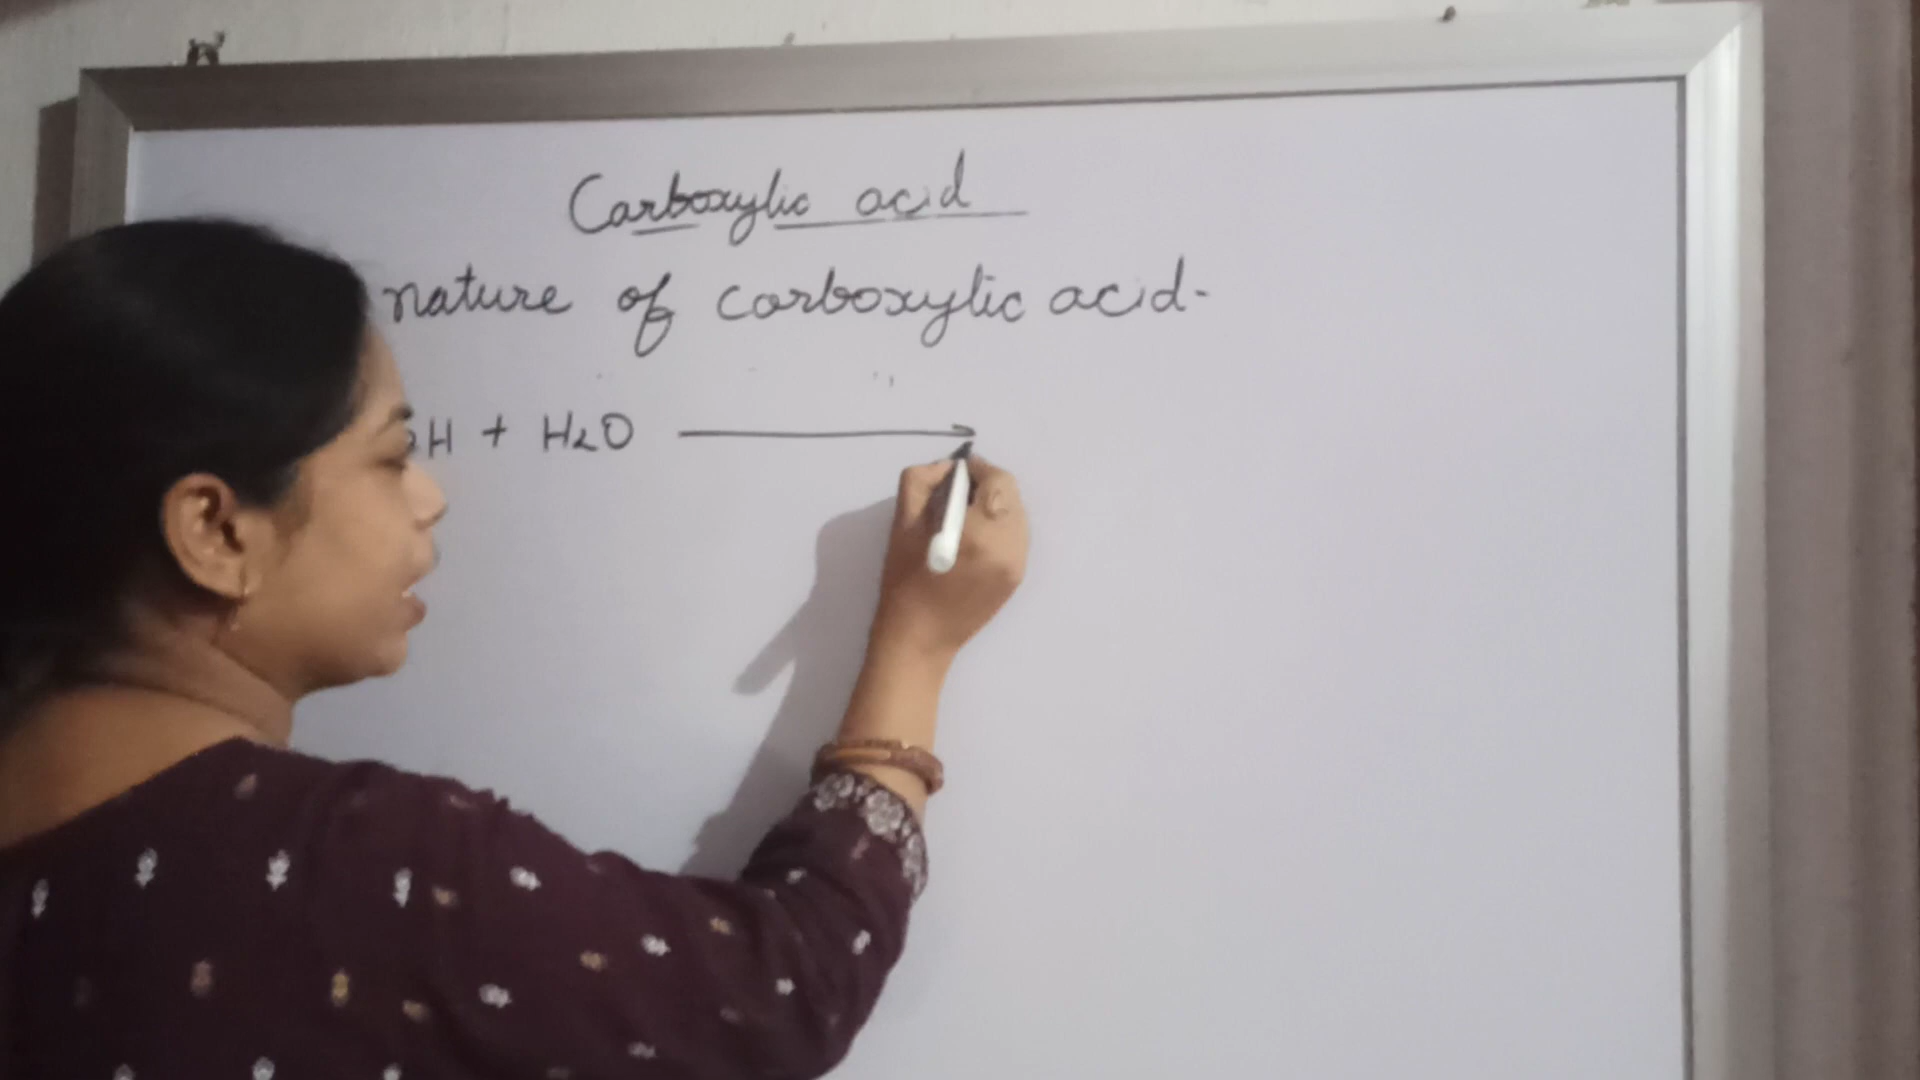 Carboxylic acid
nature of carboxylic acid-
H + H₂O ⟶